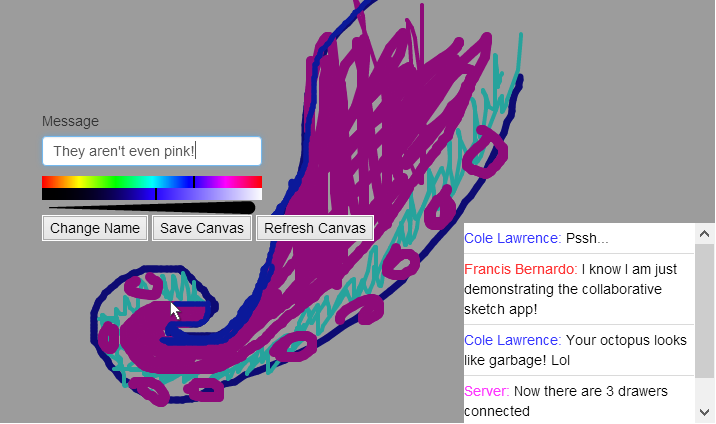 Message
They aren't even pink!
Change Name
Save Canvas
Refresh Canvas
Cole Lawrence: Pssh...
Francis Bernardo: I know I am just
demonstrating the collaborative
sketch app!
Cole Lawrence: Your octopus looks
like garbage! Lol
Server: Now there are 3 drawers
connected